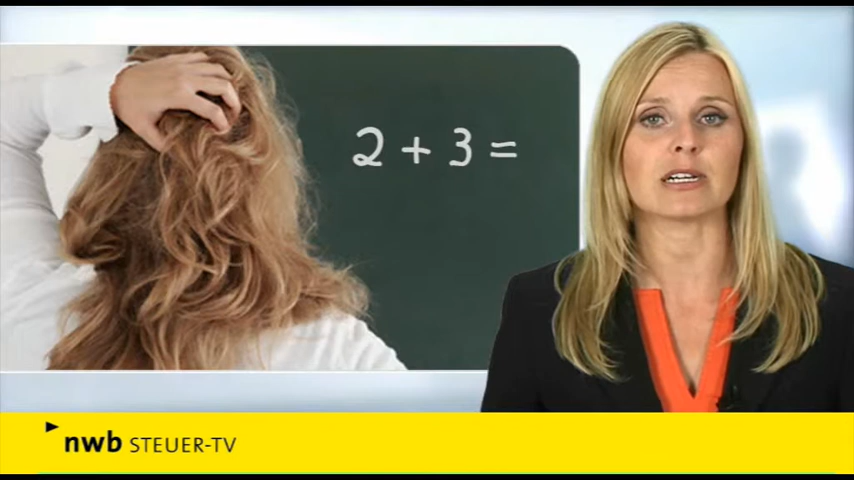 2 + 3 =
nwb STEUER-TV